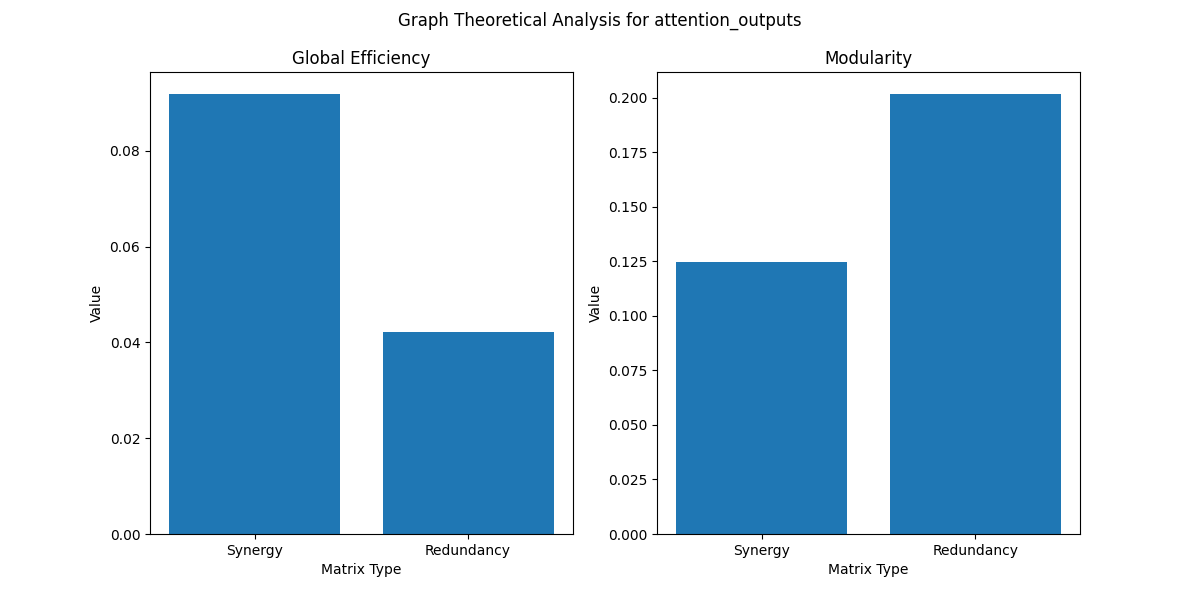 Graph Theoretical Analysis for attention_outputs
Global Efficiency
Value
0.08
0.06
0.04
0.02
0.00
Synergy
Redundancy
Matrix Type
Modularity
Value
0.200
0.175
0.150
0.125
0.100
0.075
0.050
0.025
0.000
Synergy
Redundancy
Matrix Type